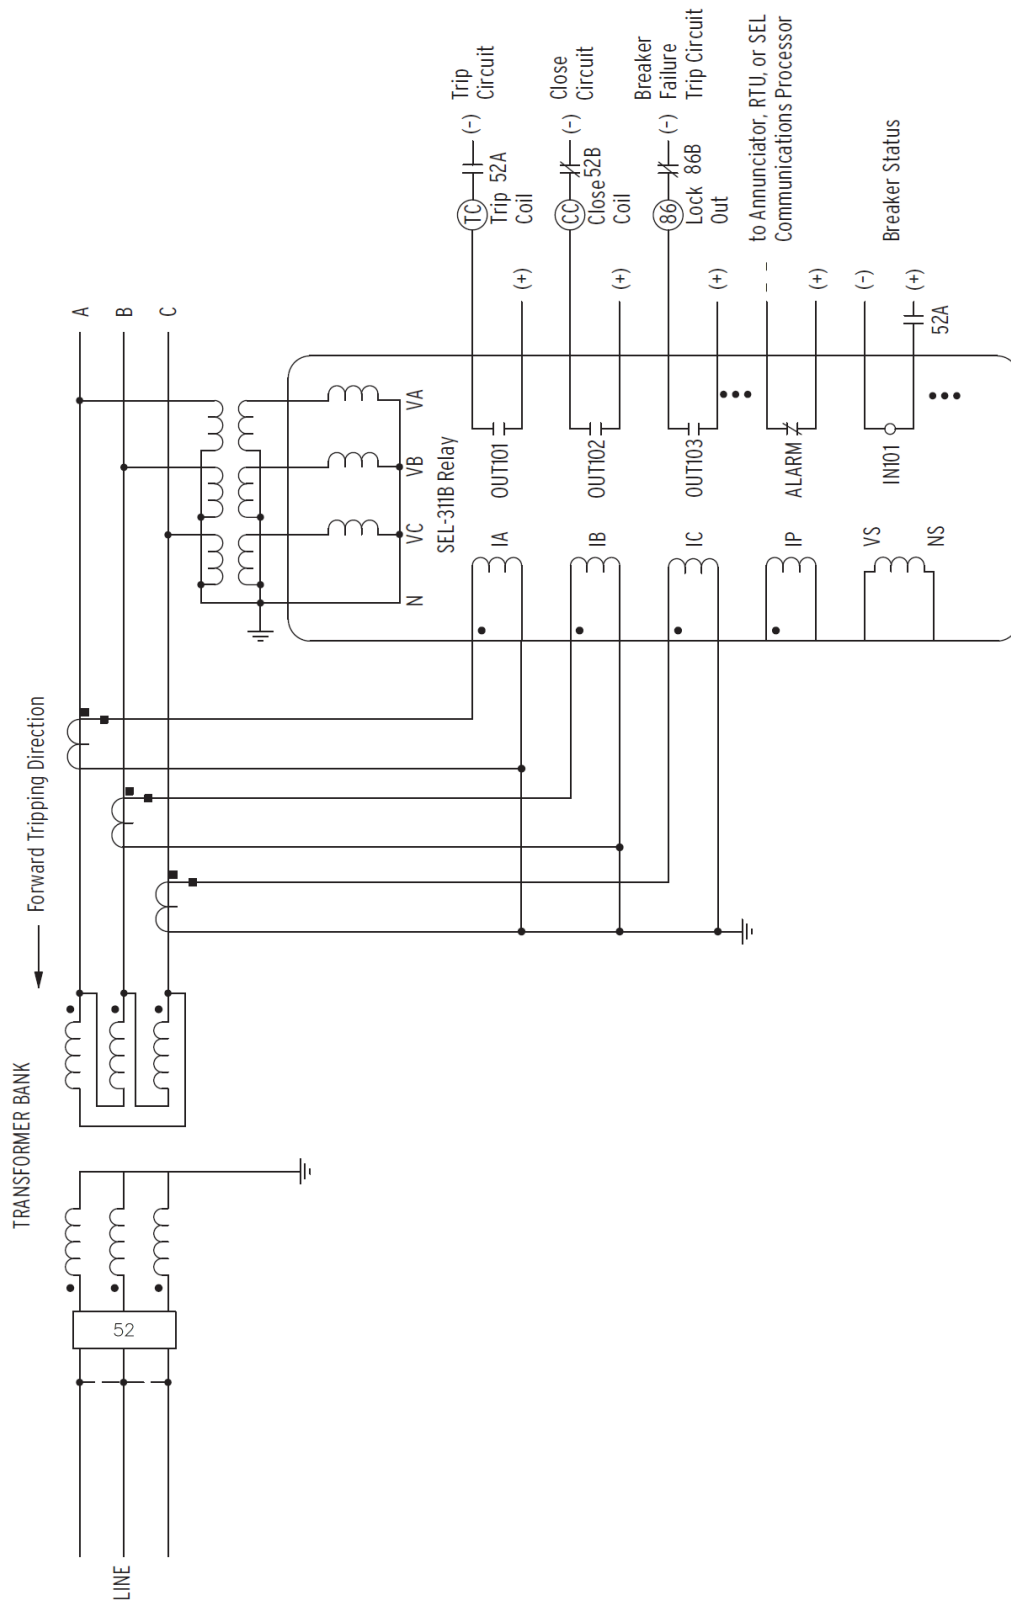 LINE
52
TRANSFORMER BANK
Forward Tripping Direction
A
B
C
N
VC
VB
VA
SEL-311B Relay
IA
IB
IC
IP
VS
NS
OUT101
OUT102
OUT103
ALARM
IN101
(+)
(+)
(+)
(+)
(-)
(+)
52A
TC
Trip
Coil
52A
(-)
Trip
Circuit
CC
Close
Coil
52B
(-)
Close
Circuit
86
Lock
Out
86B
(-)
Breaker
Failure
Trip Circuit
to Annunciator, RTU, or SEL
Communications Processor
Breaker Status